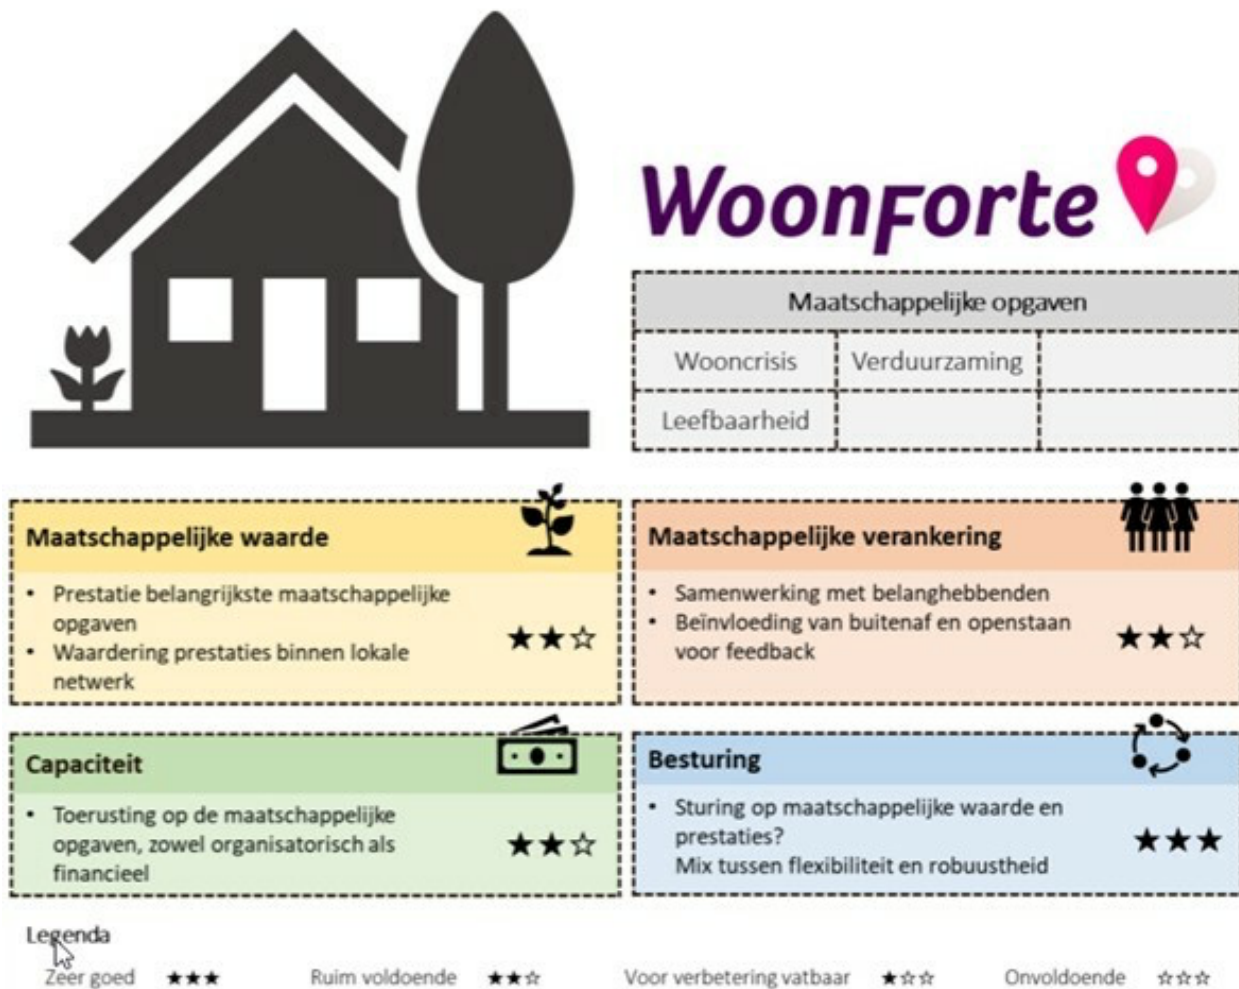 WoonForte
Maatschappelijke opgaven
Wooncrisis Verduurzaming
Leefbaarheid
Maatschappelijke waarde
• Prestatie belangrijkste maatschappelijke
opgaven
• Waardering prestaties binnen lokale
netwerk
★★☆
Maatschappelijke verankering
• Samenwerking met belanghebbenden
• Beïnvloeding van buitenaf en openstaan
voor feedback
★★☆
Capaciteit
• Toerusting op de maatschappelijke
opgaven, zowel organisatorisch als
financieel
★★☆
Besturing
• Sturing op maatschappelijke waarde en
prestaties?
Mix tussen flexibiliteit en robuustheid
★★★
Legenda
Zeer goed ★★★ Ruim voldoende ★★☆ Voor verbetering vatbaar ★☆☆ Onvoldoende ☆☆☆